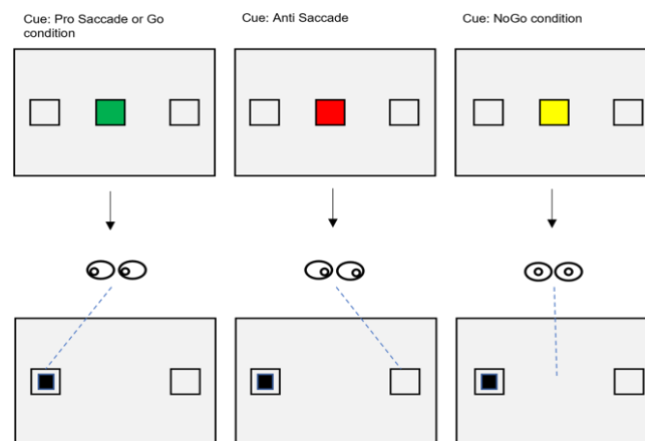 Cue: Pro Saccade or Go
condition
Cue: Anti Saccade
Cue: NoGo condition